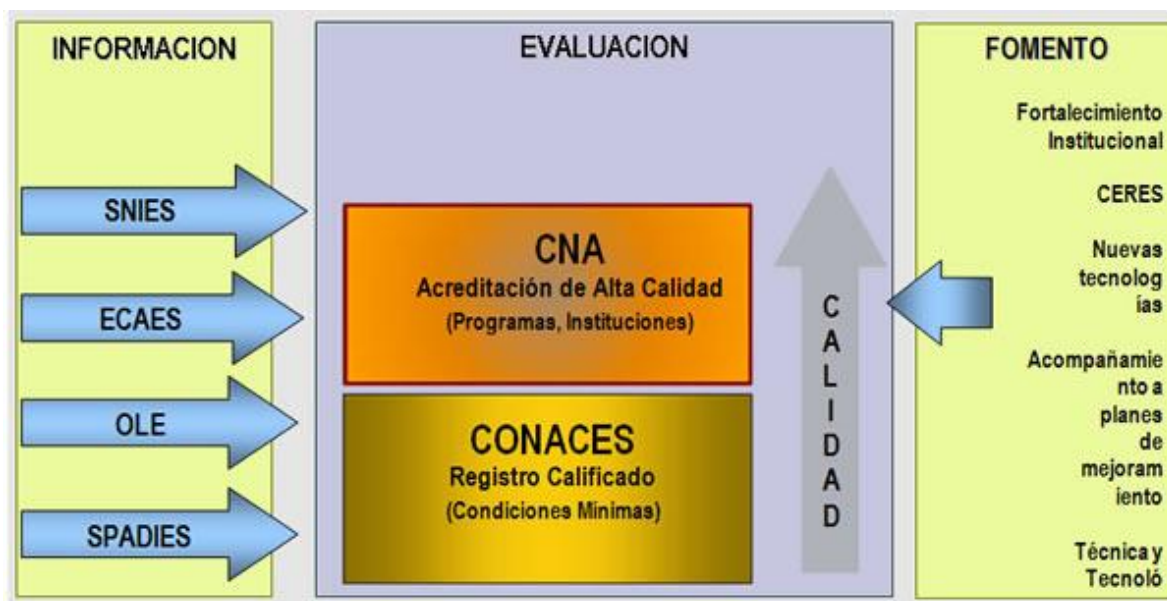 INFORMACION
SNIES
ECAES
OLE
SPADIES
EVALUACION
CNA
Acreditación de Alta Calidad
(Programas, Instituciones)
CONACES
Registro Calificado
(Condiciones Minimas)
C
A
L
I
D
A
D
FOMENTO
Fortalecimiento
Institucional
CERES
Nuevas
tecnolog
ías
Acompañamie
nto a
planes
de
mejoram
iento
Técnica y
Tecnoló